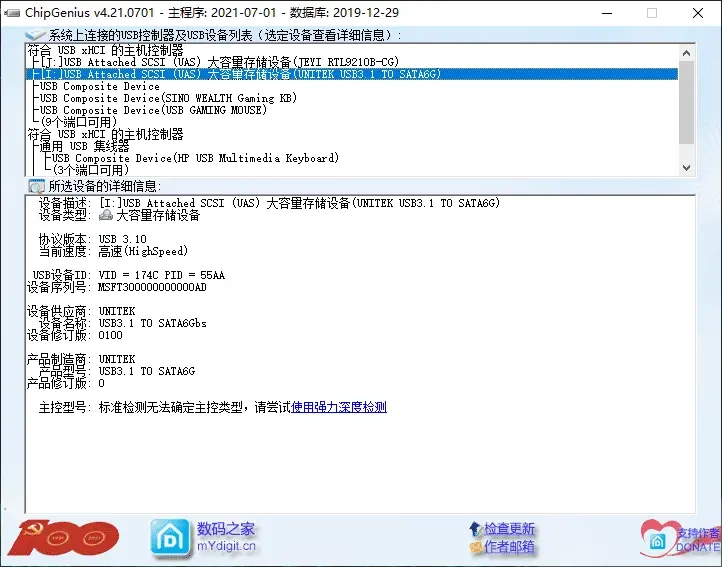 ChipGenius v4.21.0701 - 主程序: 2021-07-01 - 数据库: 2019-12-29
系统上连接的USB控制器及USB设备列表（选定设备查看详细信息）:
符合 USB xHCI 的主机控制器
[J:]USB Attached SCSI (UAS) 大容量存储设备(JEYI RTL9210B-CG)
[I:]USB Attached SCSI (UAS) 大容量存储设备(UNITEK USB3.1 TO SATA6G)
USB Composite Device
USB Composite Device(SINO WEALTH Gaming KB)
USB Composite Device(USB GAMING MOUSE)
(9个端口可用)
符合 USB xHCI 的主机控制器
通用 USB 集线器
USB Composite Device(HP USB Multimedia Keyboard)
(3个端口可用)
所选设备的详细信息:
设备描述: [I:]USB Attached SCSI (UAS) 大容量存储设备(UNITEK USB3.1 TO SATA6G)
设备类型: 大容量存储设备
协议版本: USB 3.10
当前速度: 高速(HighSpeed)
USB设备ID: VID = 174C PID = 55AA
设备序列号: MSFT300000000000AD
设备供应商: UNITEK
设备名称: USB3.1 TO SATA6Gbs
设备修订版: 0100
产品制造商: UNITEK
产品型号: USB3.1 TO SATA6G
产品修订版: 0
主控型号: 标准检测无法确定主控类型，请尝试使用强力深度检测
100
1921
2021
数码之家
mYdigit.cn
检查更新
作者邮箱
支持作者
DONATE